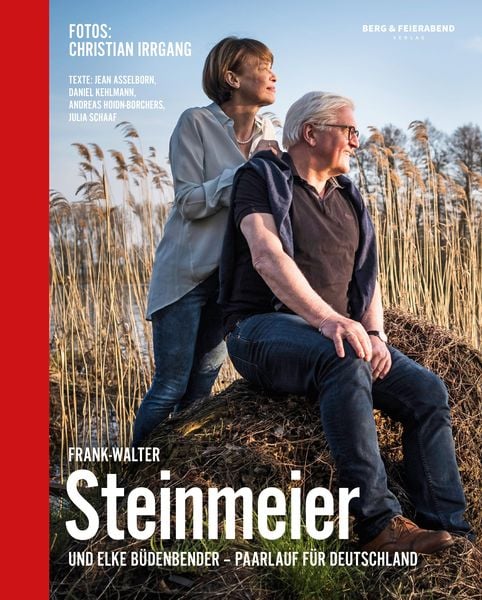 FOTOS:
CHRISTIAN IRRGANG
BERG & FEIERABEND
VERLAG
TEXTE: JEAN ASSELBORN,
DANIEL KEHLMANN,
ANDREAS HOIDN-BORCHERS,
JULIA SCHAAF
FRANK-WALTER
Steinmeier
UND ELKE BÜDENBENDER – PAARLAUF FÜR DEUTSCHLAND